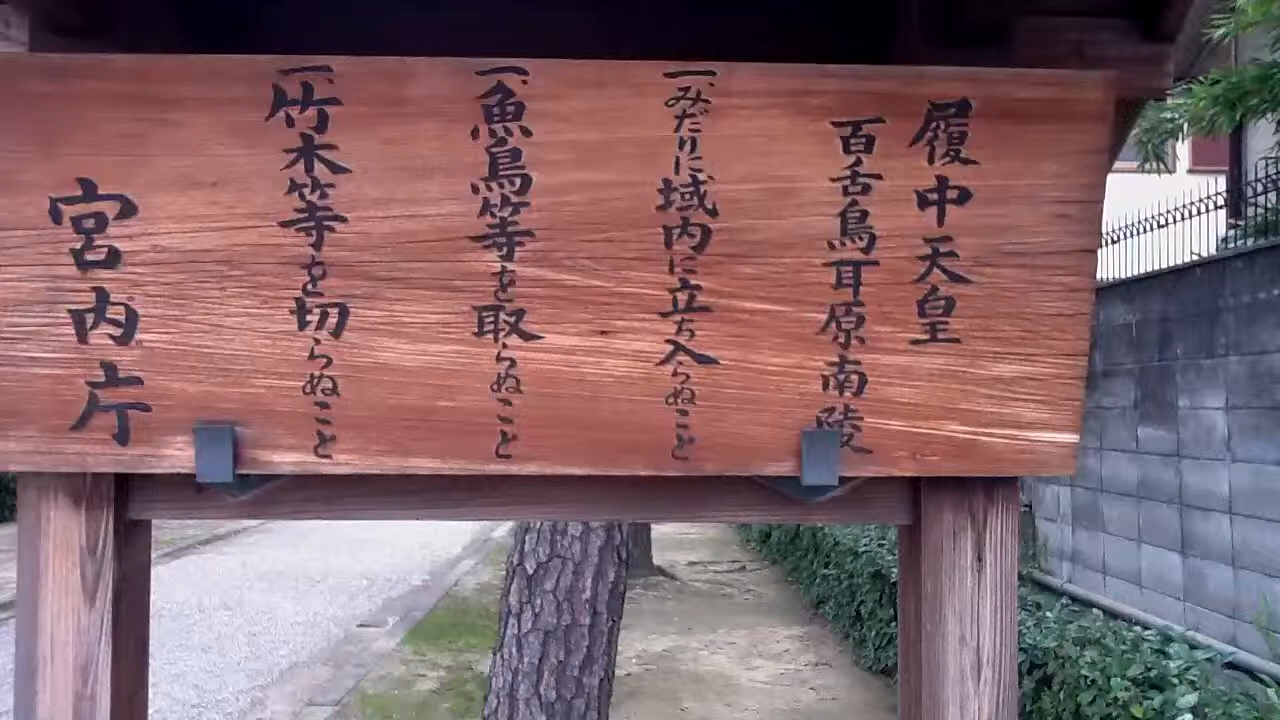 履中天皇
百舌鳥耳原南陵
一、みだりに域内に立ち入らぬこと
一、魚鳥等を取らぬこと
一、竹木等を切らぬこと
宮内庁